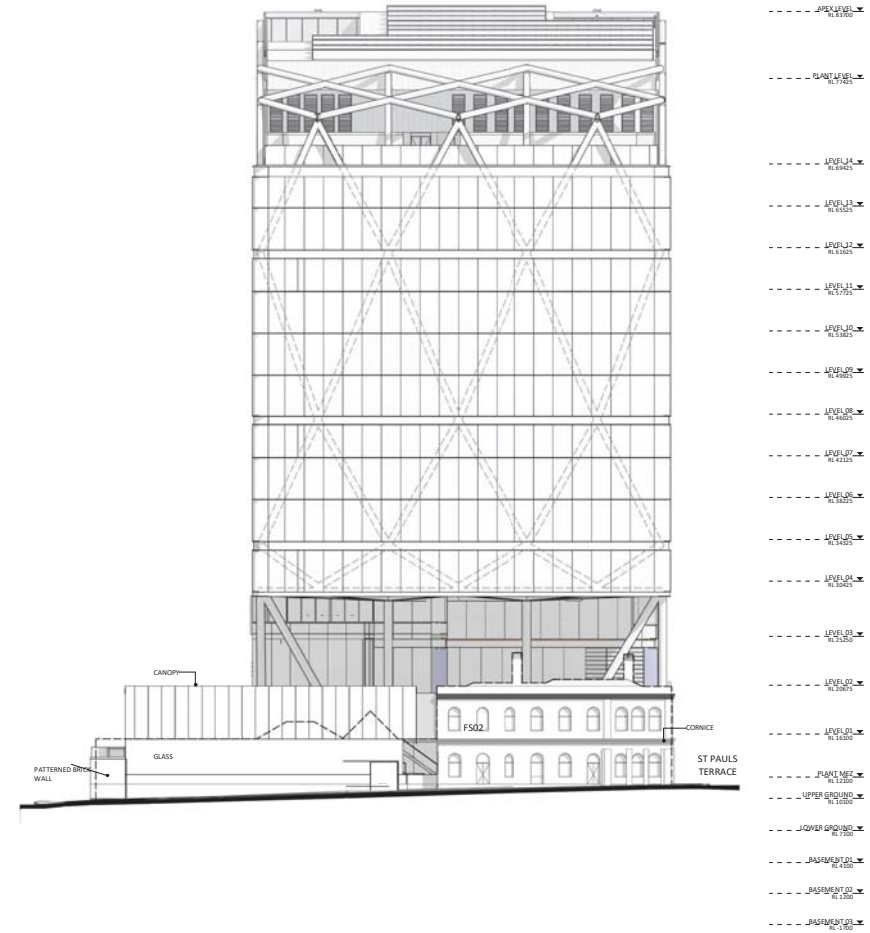 APEX LEVEL
RL 83700
PLANT LEVEL
RL 77425
LEVEL 14
RL 69425
LEVEL 13
RL 65525
LEVEL 12
RL 61625
LEVEL 11
RL 57725
LEVEL 10
RL 53825
LEVEL 09
RL 49925
LEVEL 08
RL 46025
LEVEL 07
RL 42125
LEVEL 06
RL 38225
LEVEL 05
RL 34325
LEVEL 04
RL 30425
LEVEL 03
RL 25250
CANOPY
LEVEL 02
RL 20675
FS02
CORNICE
LEVEL 01
RL 16100
GLASS
PATTERNED BRICK
WALL
ST PAULS
TERRACE
PLANT MEZ
RL 12100
UPPER GROUND
RL 10100
LOWER GROUND
RL 7100
BASEMENT 01
RL 4100
BASEMENT 02
RL 1200
BASEMENT 03
RL -1700